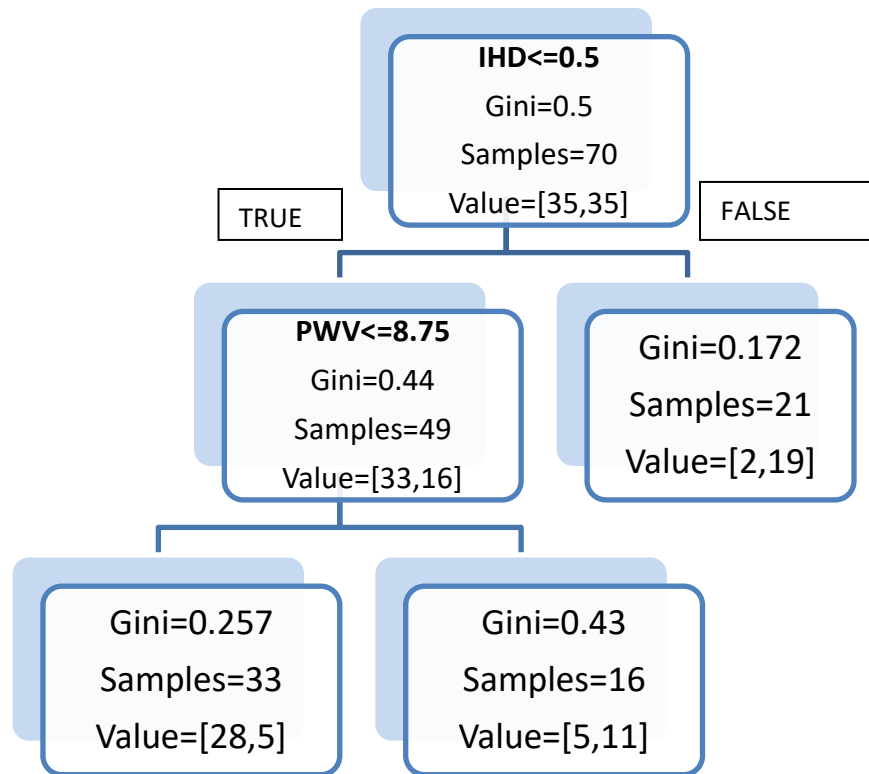 IHD<=0.5
Gini=0.5
Samples=70
Value=[35,35]
TRUE
FALSE
PWV<=8.75
Gini=0.44
Samples=49
Value=[33,16]
Gini=0.172
Samples=21
Value=[2,19]
Gini=0.257
Samples=33
Value=[28,5]
Gini=0.43
Samples=16
Value=[5,11]